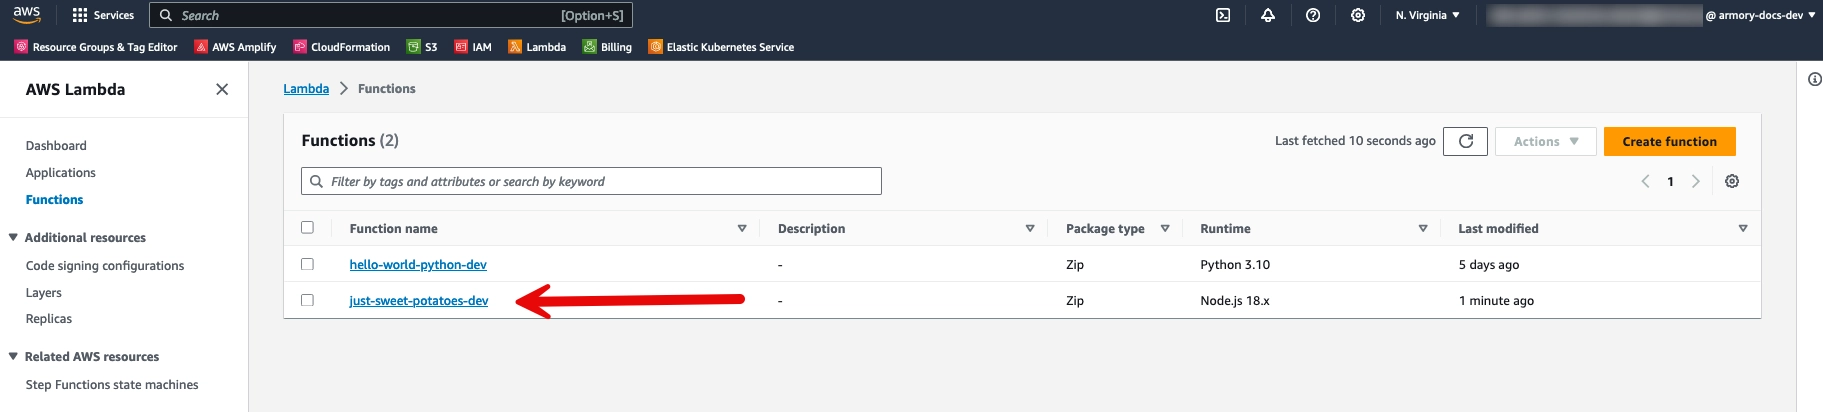 aws Services Search [Option+S] N. Virginia @ armory-docs-dev
Resource Groups & Tag Editor AWS Amplify CloudFormation S3 IAM Lambda Billing Elastic Kubernetes Service
AWS Lambda
Dashboard
Applications
Functions
Additional resources
Code signing configurations
Layers
Replicas
Related AWS resources
Step Functions state machines
Lambda Functions
Functions (2) Last fetched 10 seconds ago Actions Create function
Filter by tags and attributes or search by keyword 1
Function name Description Package type Runtime Last modified
hello-world-python-dev - Zip Python 3.10 5 days ago
just-sweet-potatoes-dev - Zip Node.js 18.x 1 minute ago